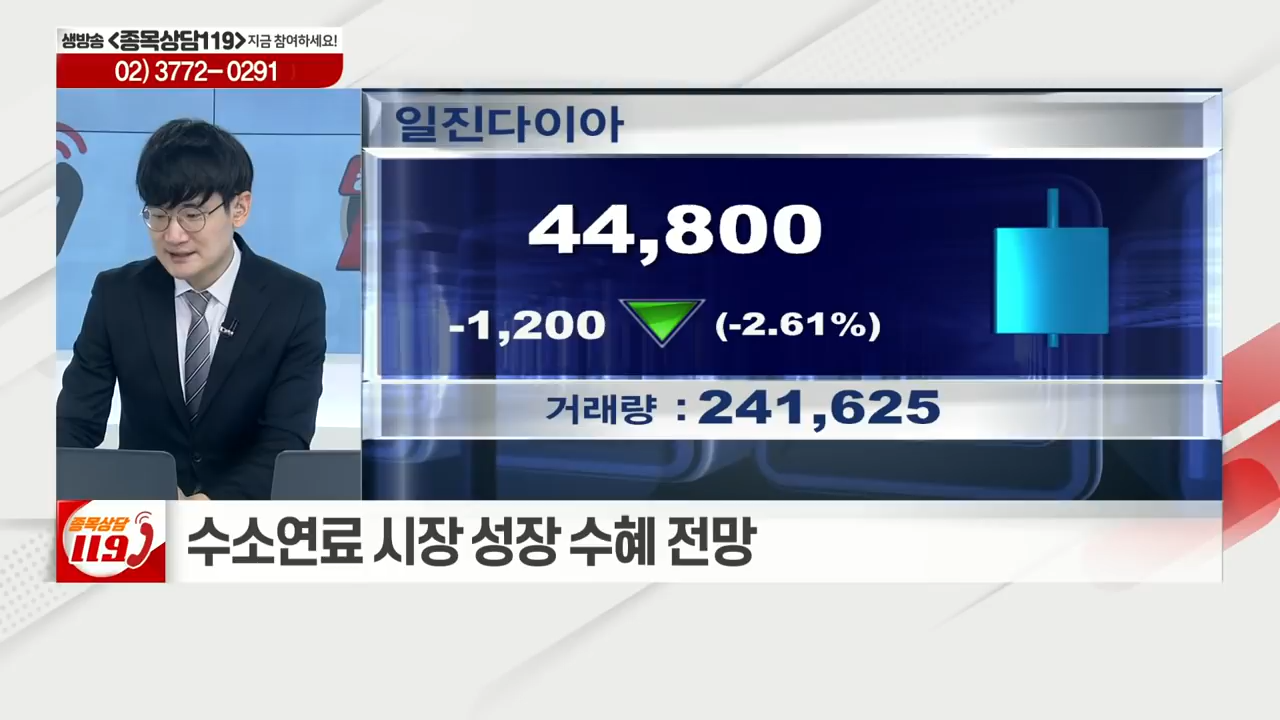 생방송 <종목상담119> 지금 참여하세요!
02) 3772-0291
일진다이아
44,800
-1,200 (-2.61%)
거래량 : 241,625
종목상담
119
수소연료 시장 성장 수혜 전망